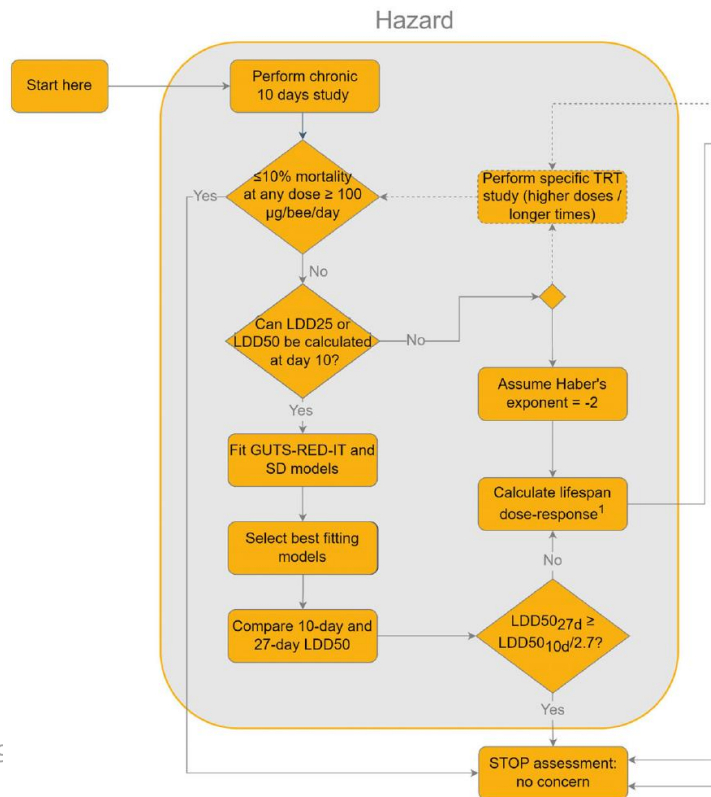 Hazard
Start here
Perform chronic
10 days study
≤10% mortality
at any dose ≥ 100
µg/bee/day
Yes
No
Perform specific TRT
study (higher doses /
longer times)
Can LDD25 or
LDD50 be calculated
at day 10?
No
Yes
Assume Haber's
exponent = -2
Fit GUTS-RED-IT and
SD models
Calculate lifespan
dose-response¹
Select best fitting
models
No
Compare 10-day and
27-day LDD50
LDD50₂₇d ≥
LDD50₁₀d/2.7?
Yes
STOP assessment:
no concern